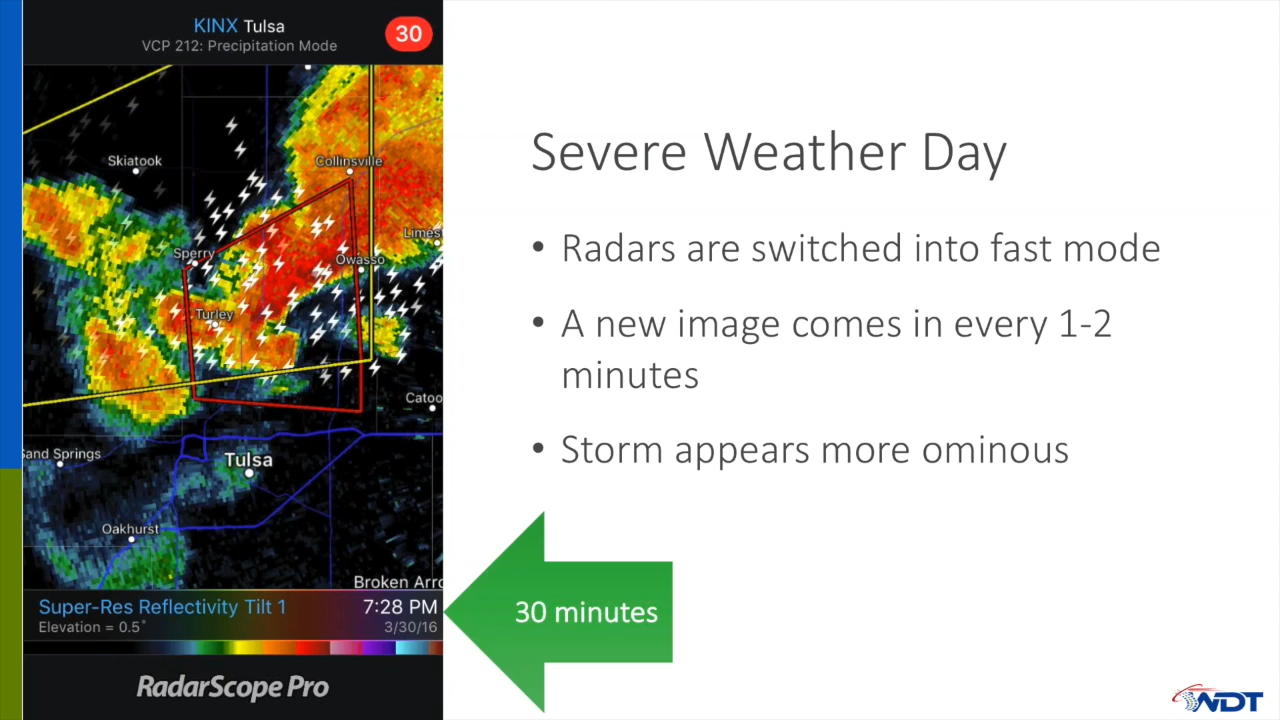 KINX Tulsa
VCP 212: Precipitation Mode
30
Skiatook
Collinsville
Sperry
Limes
Owasso
Turley
Catoo
Sand Springs
Tulsa
Oakhurst
Broken Arro
Super-Res Reflectivity Tilt 1
7:28 PM
Elevation = 0.5°
3/30/16
RadarScope Pro
Severe Weather Day
• Radars are switched into fast mode
• A new image comes in every 1-2
minutes
• Storm appears more ominous
30 minutes
WDT